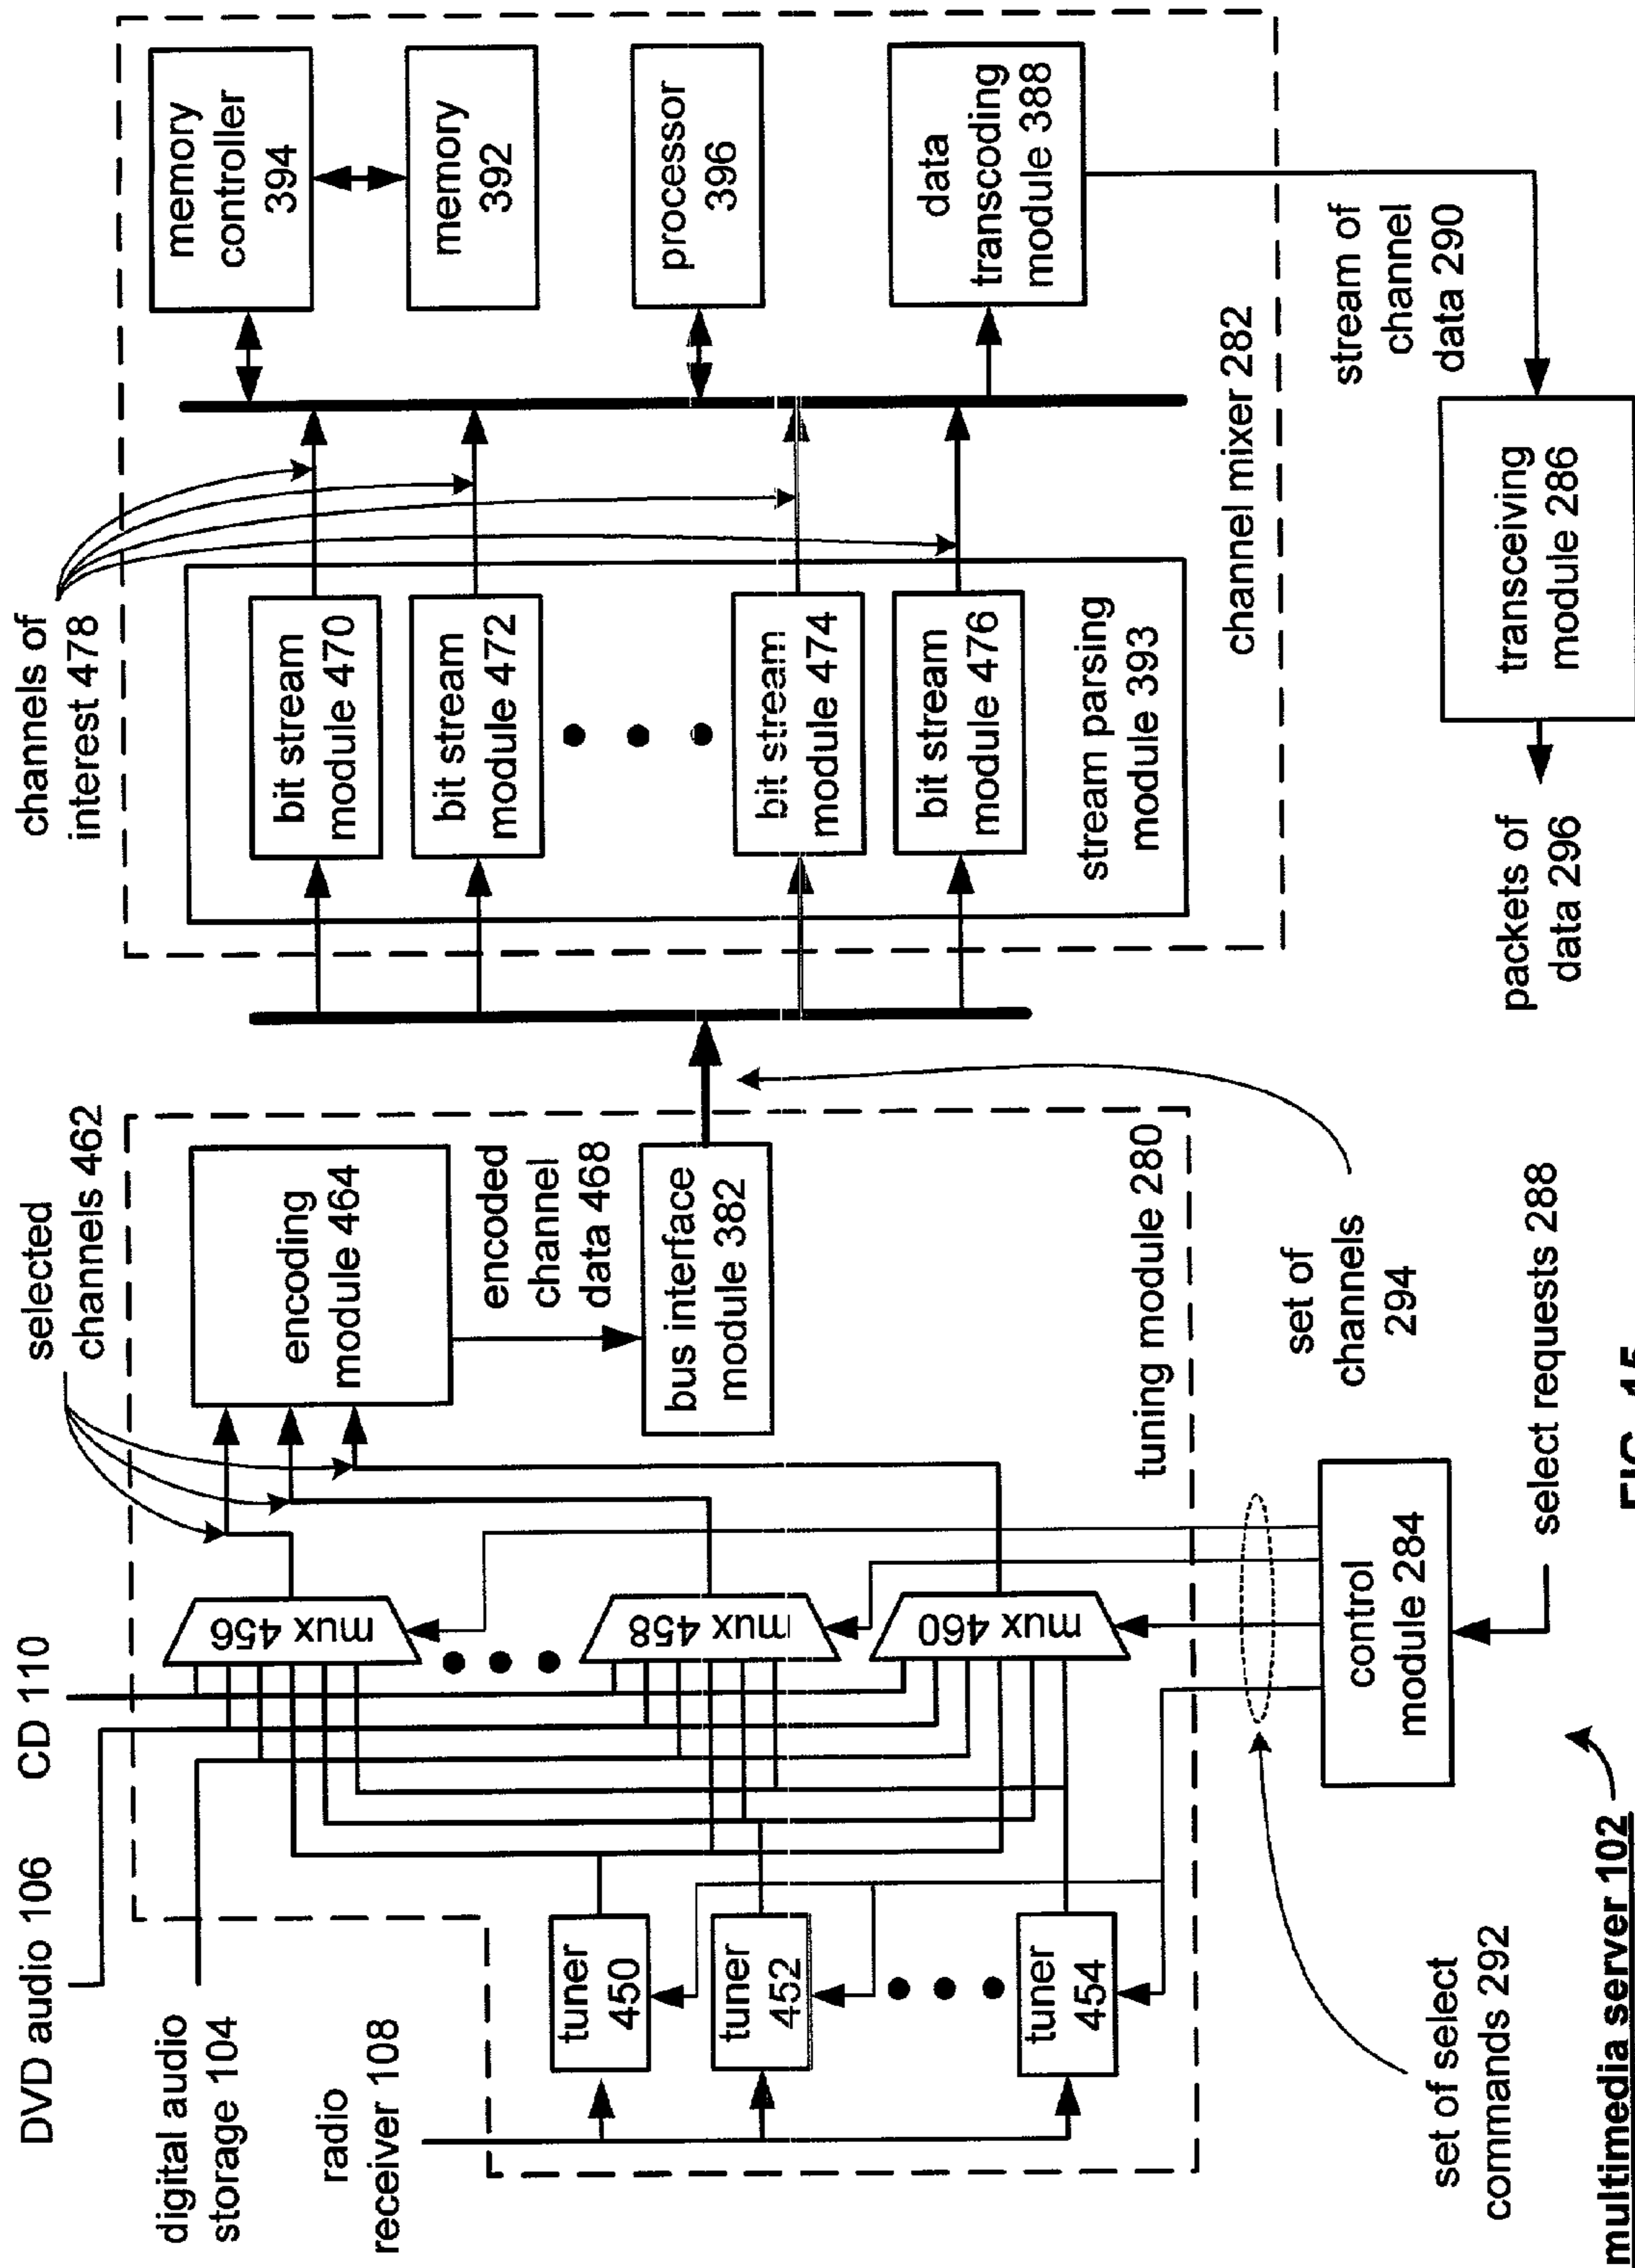 DVD audio 106
CD 110
digital audio
storage 104
radio
receiver 108
selected
channels 462
channels of
interest 478
tuner
450
tuner
452
tuner
454
mux 456
mux 458
mux 460
encoding
module 464
encoded
channel
data 468
bus interface
module 382
tuning module 280
set of
channels
294
bit stream
module 470
bit stream
module 472
bit stream
module 474
bit stream
module 476
stream parsing
module 393
memory
controller
394
memory
392
processor
396
data
transcoding
module 388
channel mixer 282
stream of
channel
data 290
transceiving
module 286
packets of
data 296
control
module 284
select requests 288
set of select
commands 292
multimedia server 102
FIG. 15